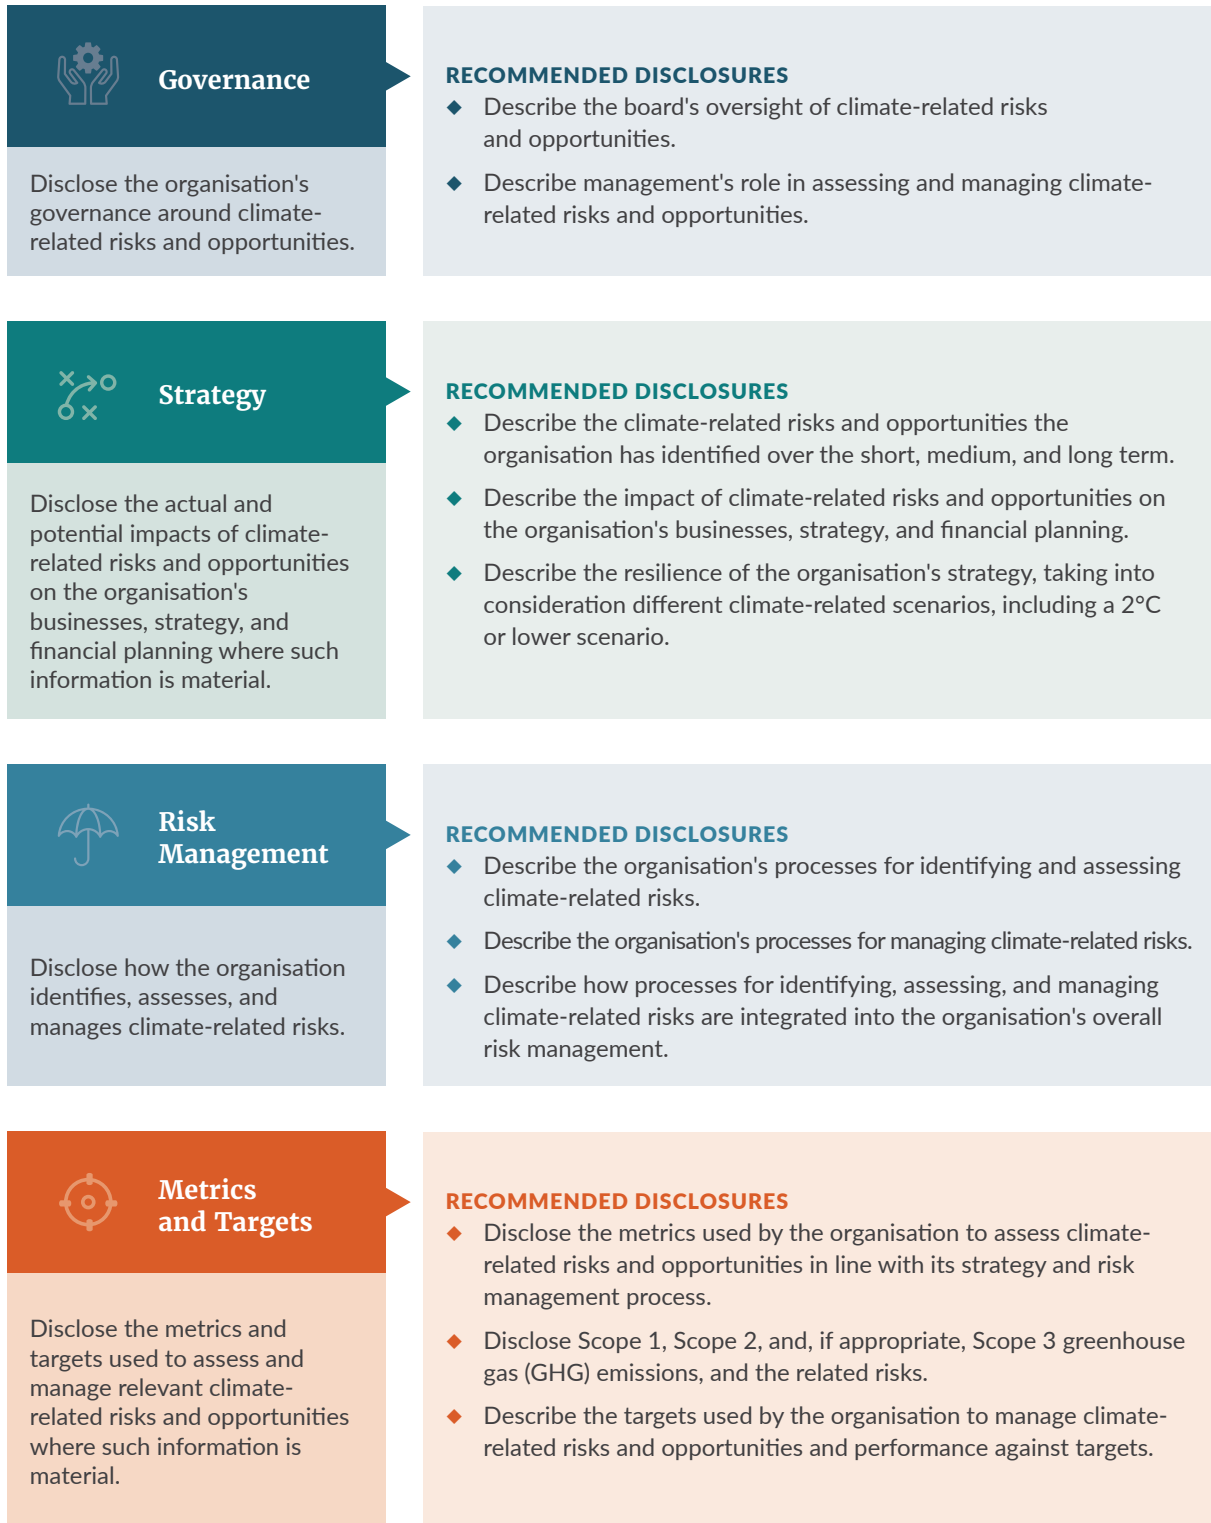 Governance
Disclose the organisation's
governance around climate-
related risks and opportunities.
RECOMMENDED DISCLOSURES
◆ Describe the board's oversight of climate-related risks
and opportunities.
◆ Describe management's role in assessing and managing climate-
related risks and opportunities.
Strategy
Disclose the actual and
potential impacts of climate-
related risks and opportunities
on the organisation's
businesses, strategy, and
financial planning where such
information is material.
RECOMMENDED DISCLOSURES
◆ Describe the climate-related risks and opportunities the
organisation has identified over the short, medium, and long term.
◆ Describe the impact of climate-related risks and opportunities on
the organisation's businesses, strategy, and financial planning.
◆ Describe the resilience of the organisation's strategy, taking into
consideration different climate-related scenarios, including a 2°C
or lower scenario.
Risk
Management
Disclose how the organisation
identifies, assesses, and
manages climate-related risks.
RECOMMENDED DISCLOSURES
◆ Describe the organisation's processes for identifying and assessing
climate-related risks.
◆ Describe the organisation's processes for managing climate-related risks.
◆ Describe how processes for identifying, assessing, and managing
climate-related risks are integrated into the organisation's overall
risk management.
Metrics
and Targets
Disclose the metrics and
targets used to assess and
manage relevant climate-
related risks and opportunities
where such information is
material.
RECOMMENDED DISCLOSURES
◆ Disclose the metrics used by the organisation to assess climate-
related risks and opportunities in line with its strategy and risk
management process.
◆ Disclose Scope 1, Scope 2, and, if appropriate, Scope 3 greenhouse
gas (GHG) emissions, and the related risks.
◆ Describe the targets used by the organisation to manage climate-
related risks and opportunities and performance against targets.